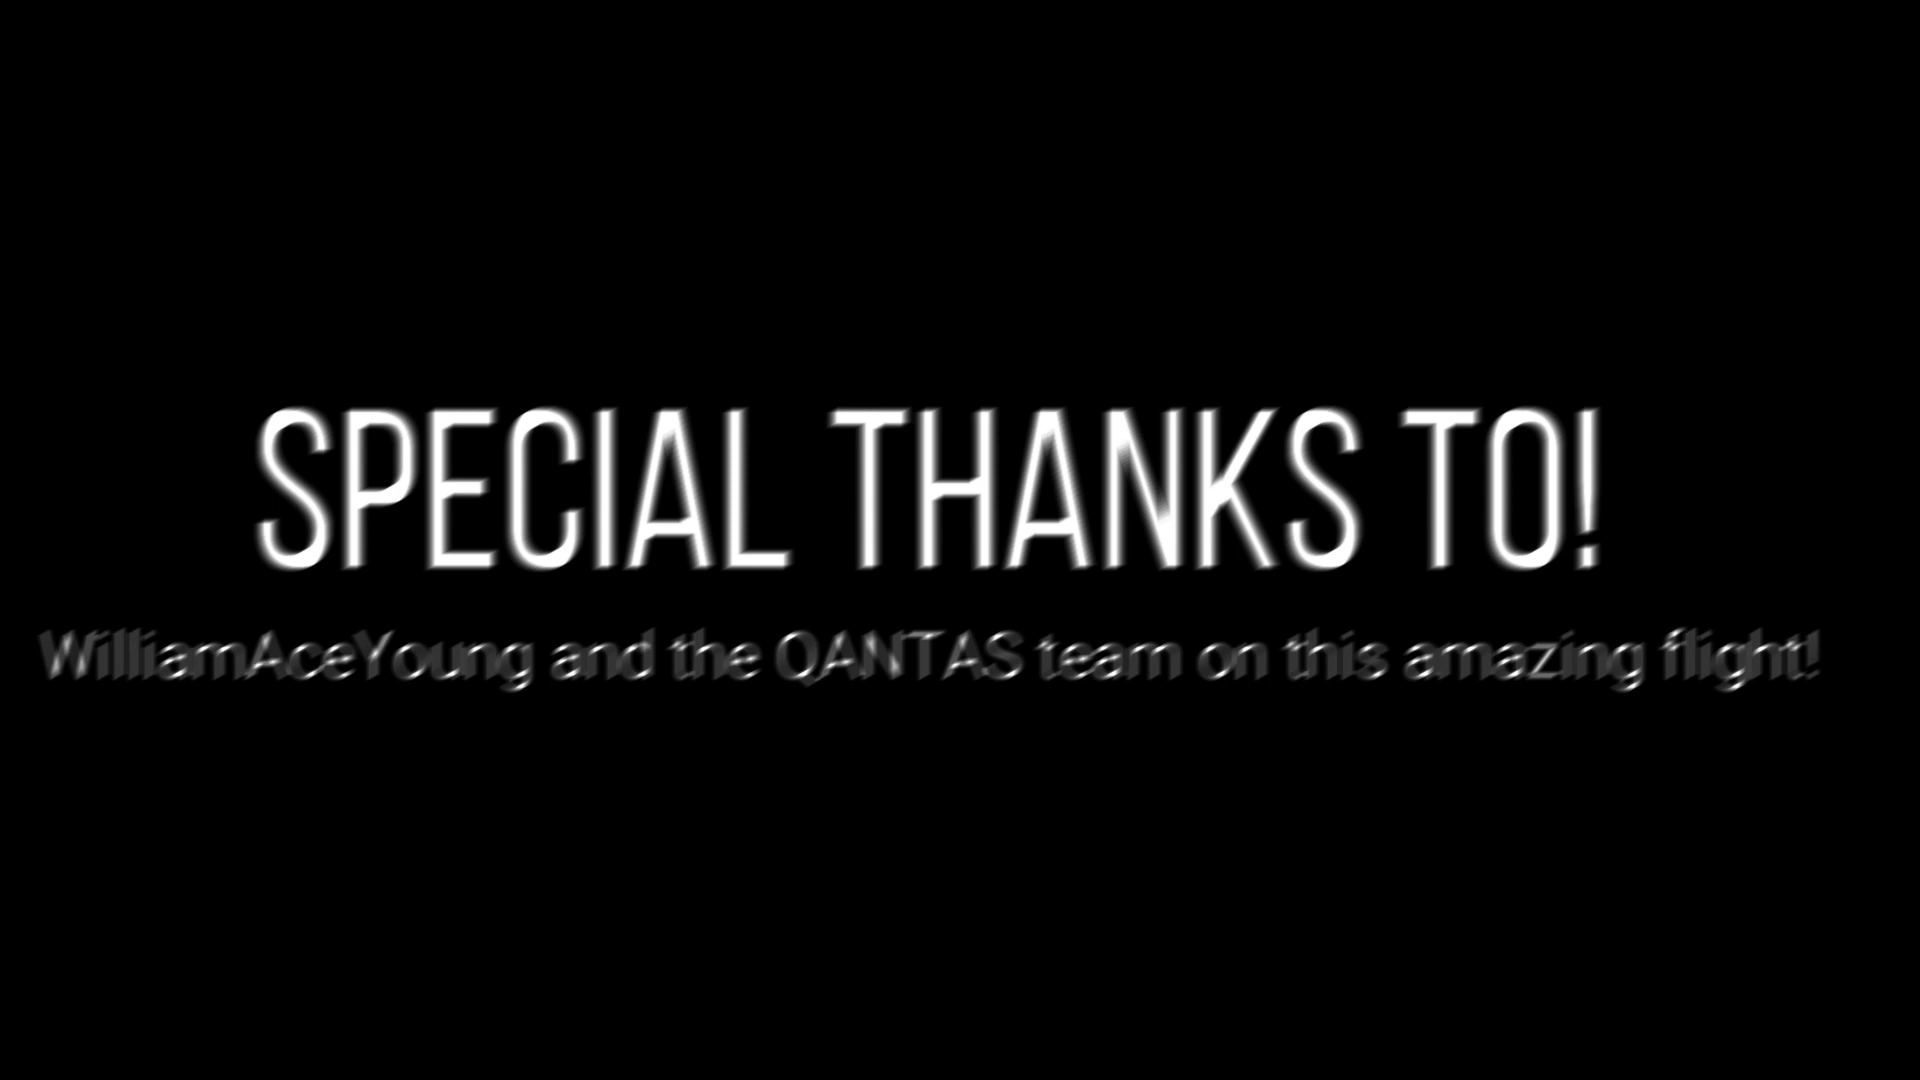 SPECIAL THANKS TO!
WilliamAceYoung and the QANTAS team on this amazing flight!